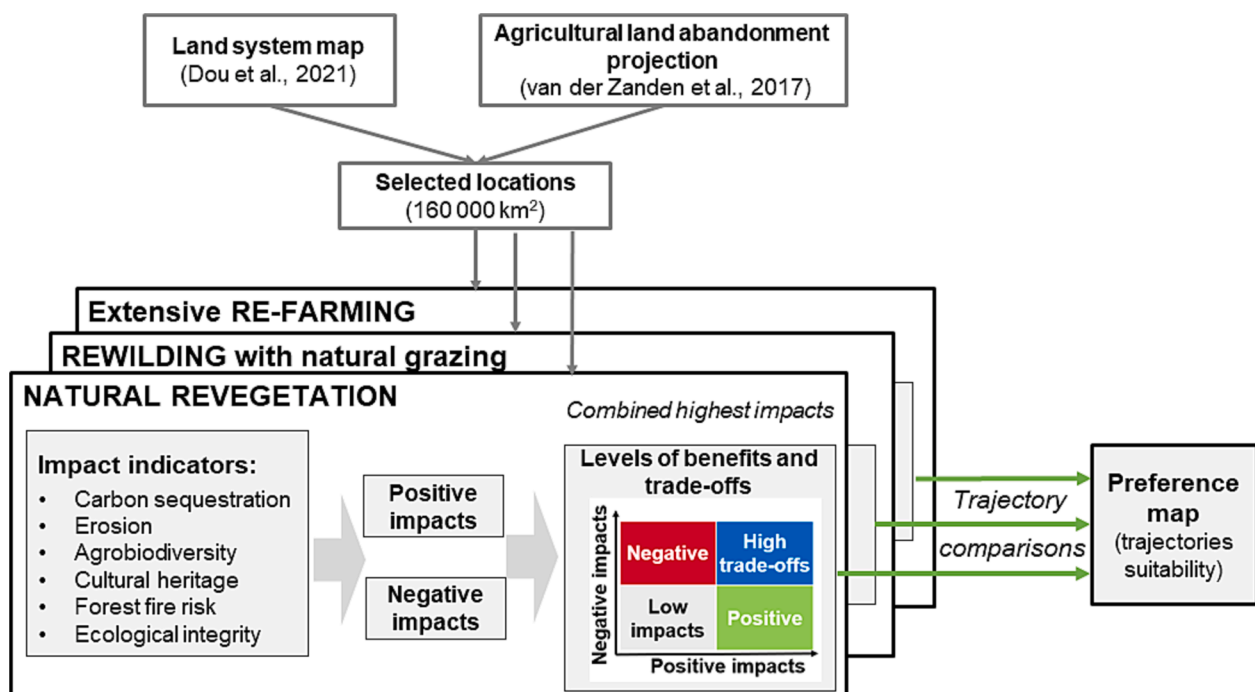 Land system map
(Dou et al., 2021)
Agricultural land abandonment
projection
(van der Zanden et al., 2017)
Selected locations
(160 000 km²)
Extensive RE-FARMING
REWILDING with natural grazing
NATURAL REVEGETATION
Combined highest impacts
Impact indicators:
• Carbon sequestration
• Erosion
• Agrobiodiversity
• Cultural heritage
• Forest fire risk
• Ecological integrity
Positive
impacts
Negative
impacts
Levels of benefits and
trade-offs
Negative impacts
Negative
High
trade-offs
Low
impacts
Positive
Positive impacts
Trajectory
comparisons
Preference
map
(trajectories
suitability)